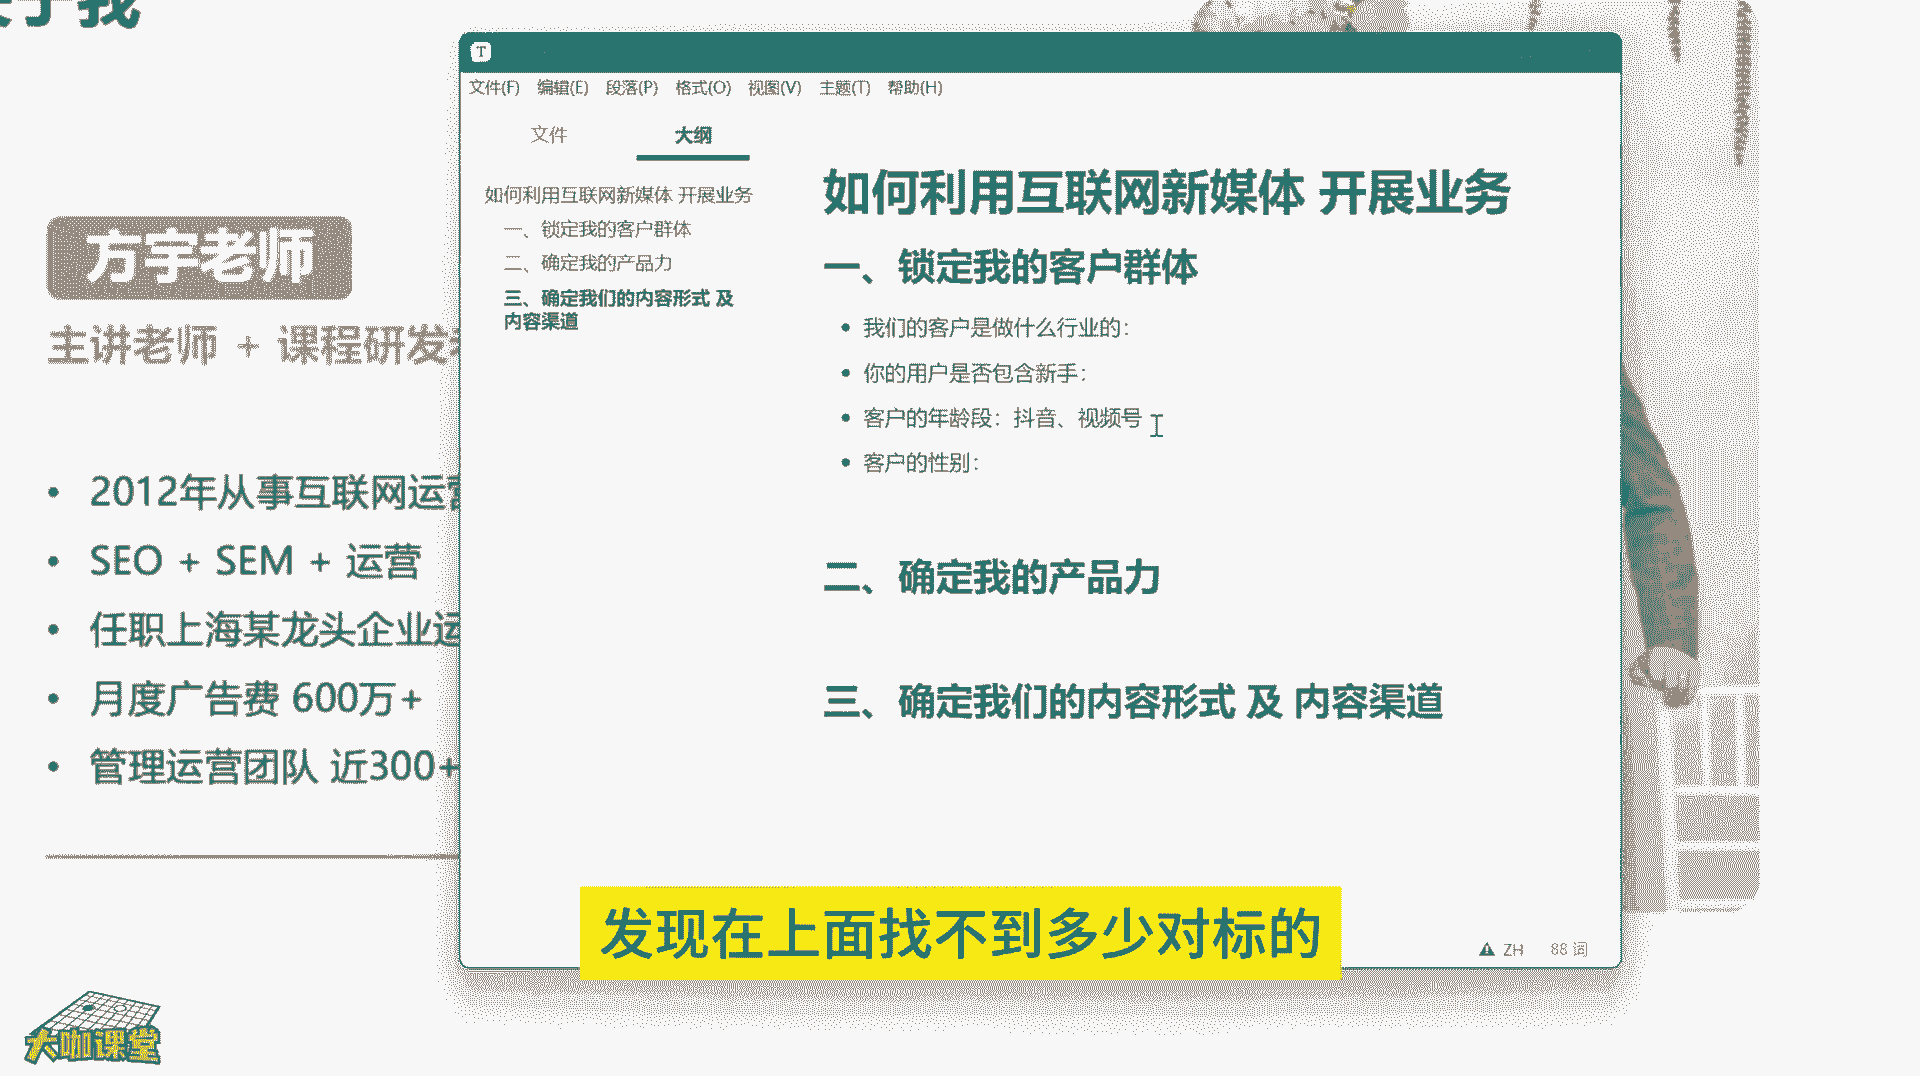 于我
方宇老师
主讲老师 + 课程研发
2012年从事互联网运营
SEO + SEM + 运营
任职上海某龙头企业运
月度广告费 600万+
管理运营团队 近300+
大咖课堂
T
文件(F) 编辑(E) 段落(P) 格式(O) 视图(V) 主题(T) 帮助(H)
文件 大纲
如何利用互联网新媒体 开展业务
一、锁定我的客户群体
二、确定我的产品力
三、确定我们的内容形式 及
内容渠道
如何利用互联网新媒体 开展业务
一、锁定我的客户群体
我们的客户是做什么行业的：
你的用户是否包含新手：
客户的年龄段：抖音、视频号
客户的性别：
二、确定我的产品力
三、确定我们的内容形式 及 内容渠道
ZH 88 词
发现在上面找不到多少对标的